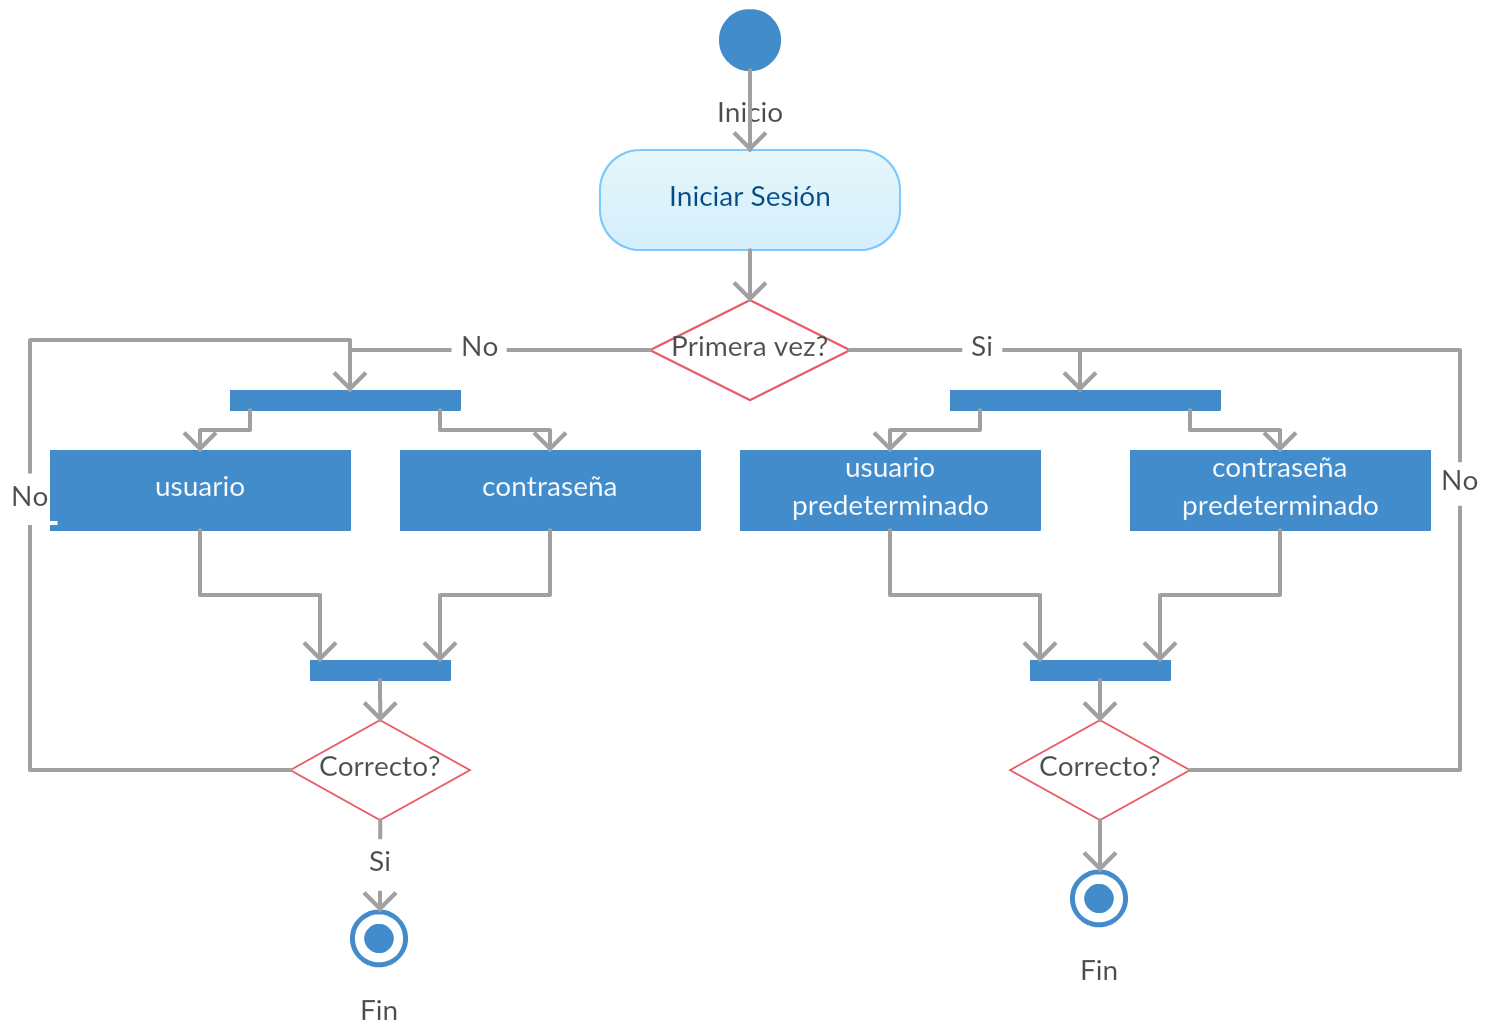 Inicio
Iniciar Sesión
Primera vez?
No
Si
usuario
contraseña
usuario
predeterminado
contraseña
predeterminado
No
No
Correcto?
Correcto?
Si
Fin
Fin